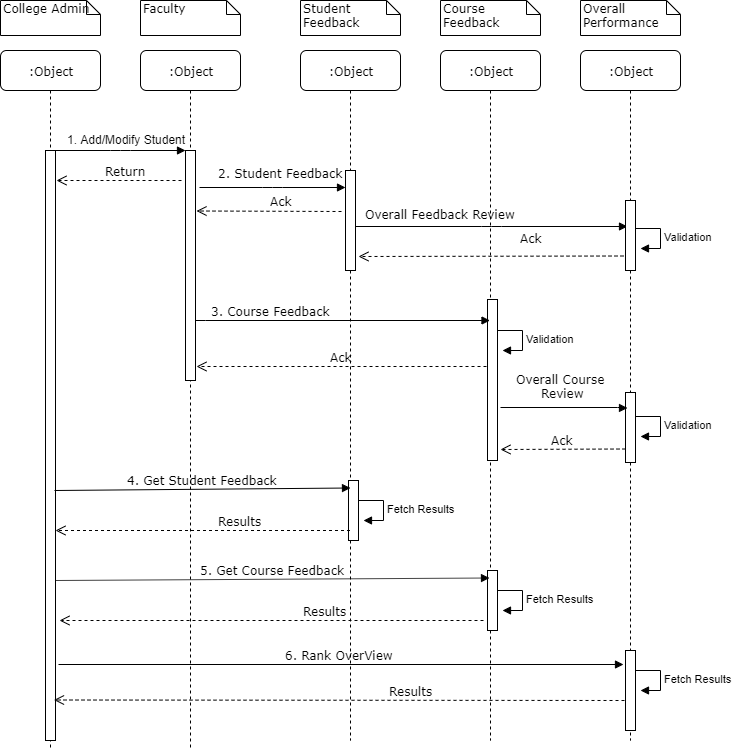 College Admin
Faculty
Student
Feedback
Course
Feedback
Overall
Performance
:Object
:Object
:Object
:Object
:Object
1. Add/Modify Student
Return
2. Student Feedback
Ack
Overall Feedback Review
Ack
Validation
3. Course Feedback
Validation
Ack
Overall Course
Review
Validation
Ack
4. Get Student Feedback
Fetch Results
Results
5. Get Course Feedback
Fetch Results
Results
6. Rank OverView
Fetch Results
Results